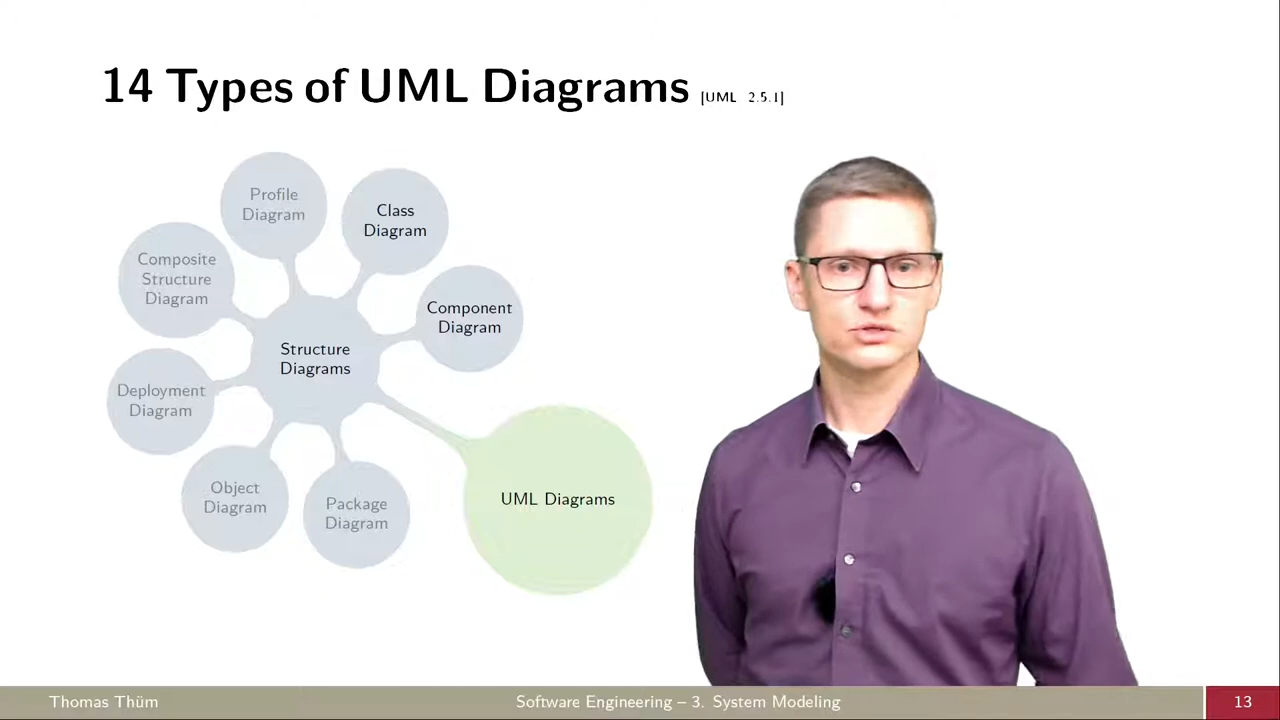 14 Types of UML Diagrams [UML 2.5.1]
Profile
Diagram
Class
Diagram
Composite
Structure
Diagram
Component
Diagram
Structure
Diagrams
Deployment
Diagram
Object
Diagram
Package
Diagram
UML Diagrams
Thomas Thüm
Software Engineering – 3. System Modeling
13